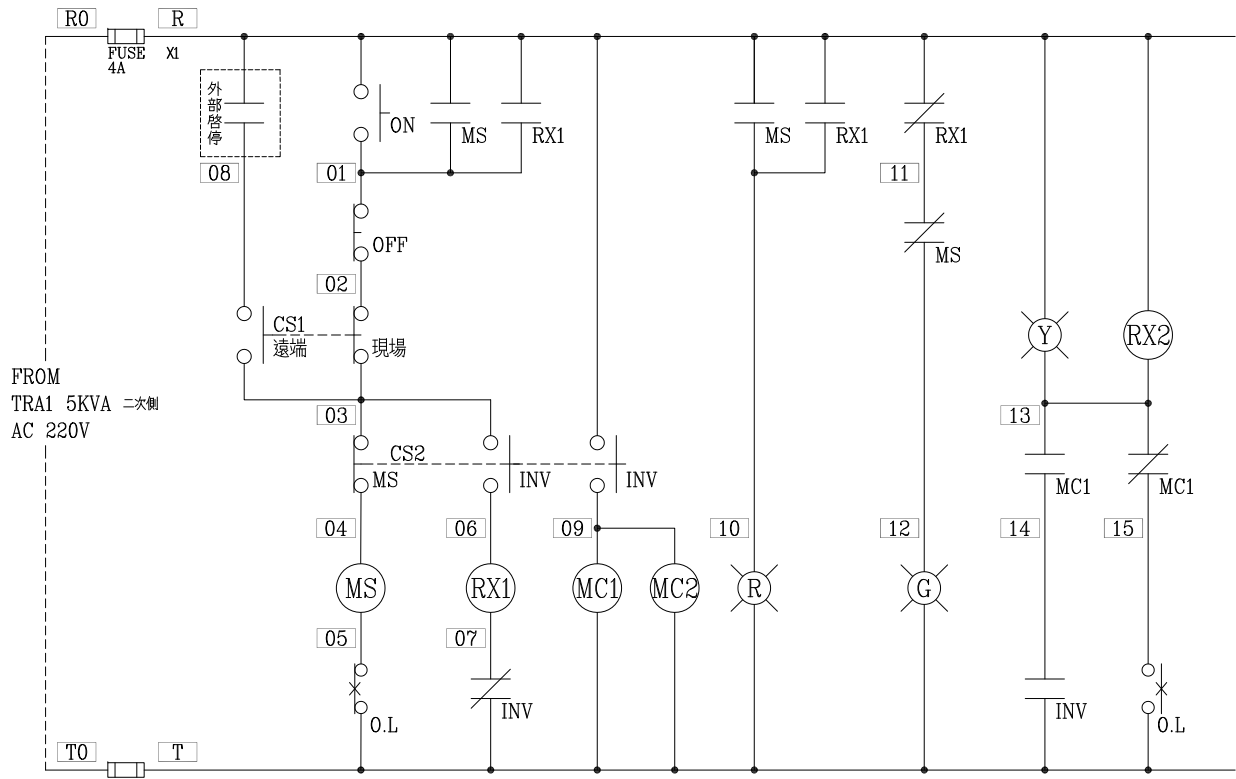 R0
R
FUSE
4A
X1
外部啓停
ON
MS
RX1
MS
RX1
RX1
08
01
11
OFF
MS
02
CS1
遠端
現場
Y
RX2
FROM
TRA1 5KVA 二次側
AC 220V
03
13
CS2
MS
INV
INV
MC1
MC1
04
06
09
10
12
14
15
MS
RX1
MC1
MC2
R
G
05
07
INV
O.L
INV
O.L
T0
T